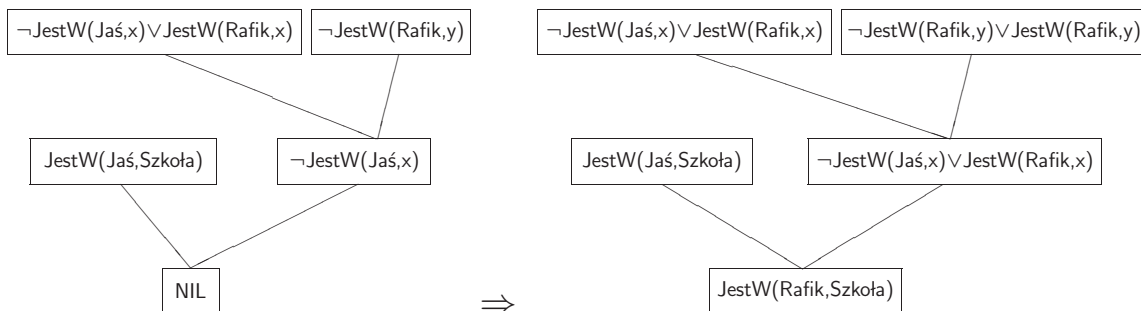 ¬JestW(Jaś,x)∨JestW(Rafik,x) ¬JestW(Rafik,y) ¬JestW(Jaś,x)∨JestW(Rafik,x) ¬JestW(Rafik,y)∨JestW(Rafik,y)
JestW(Jaś,Szkoła) ¬JestW(Jaś,x) JestW(Jaś,Szkoła) ¬JestW(Jaś,x)∨JestW(Rafik,x)
NIL ⇒ JestW(Rafik,Szkoła)